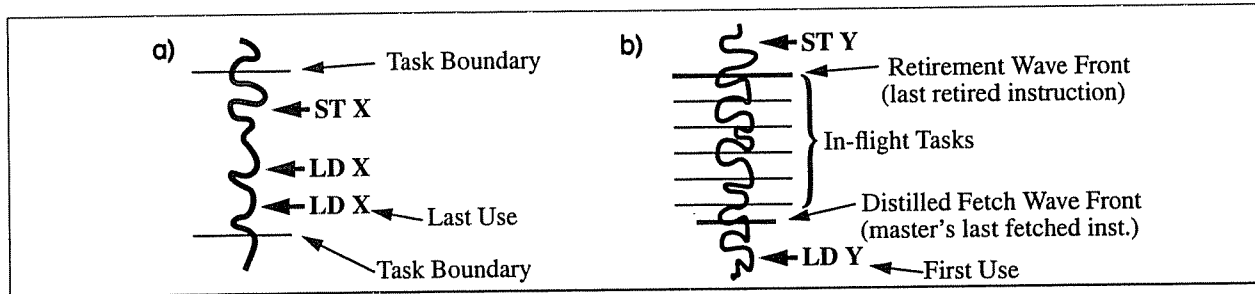 a)
Task Boundary
ST X
LD X
LD X
Last Use
Task Boundary
b)
ST Y
Retirement Wave Front
(last retired instruction)
In-flight Tasks
Distilled Fetch Wave Front
(master's last fetched inst.)
LD Y
First Use